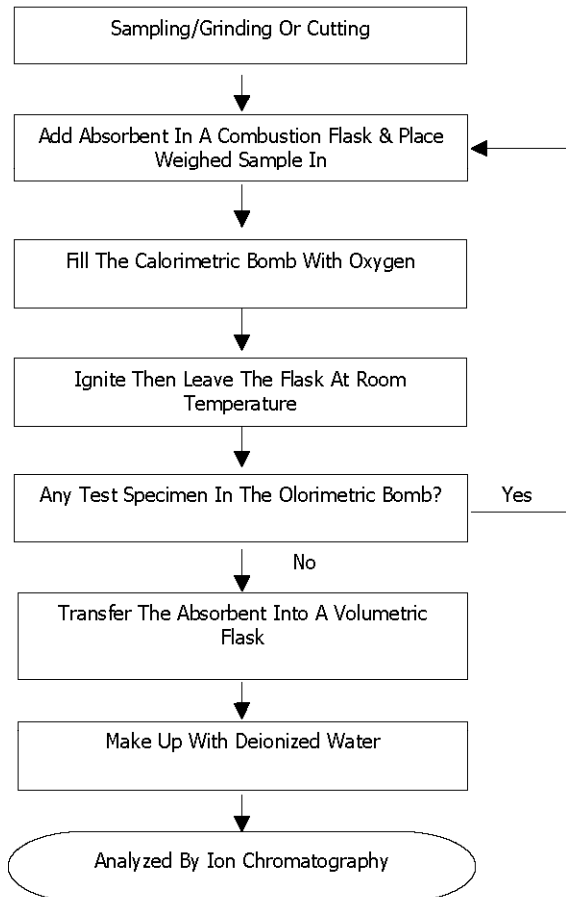 Sampling/Grinding Or Cutting
Add Absorbent In A Combustion Flask & Place
Weighed Sample In
Fill The Calorimetric Bomb With Oxygen
Ignite Then Leave The Flask At Room
Temperature
Any Test Specimen In The Olorimetric Bomb?
Yes
No
Transfer The Absorbent Into A Volumetric
Flask
Make Up With Deionized Water
Analyzed By Ion Chromatography